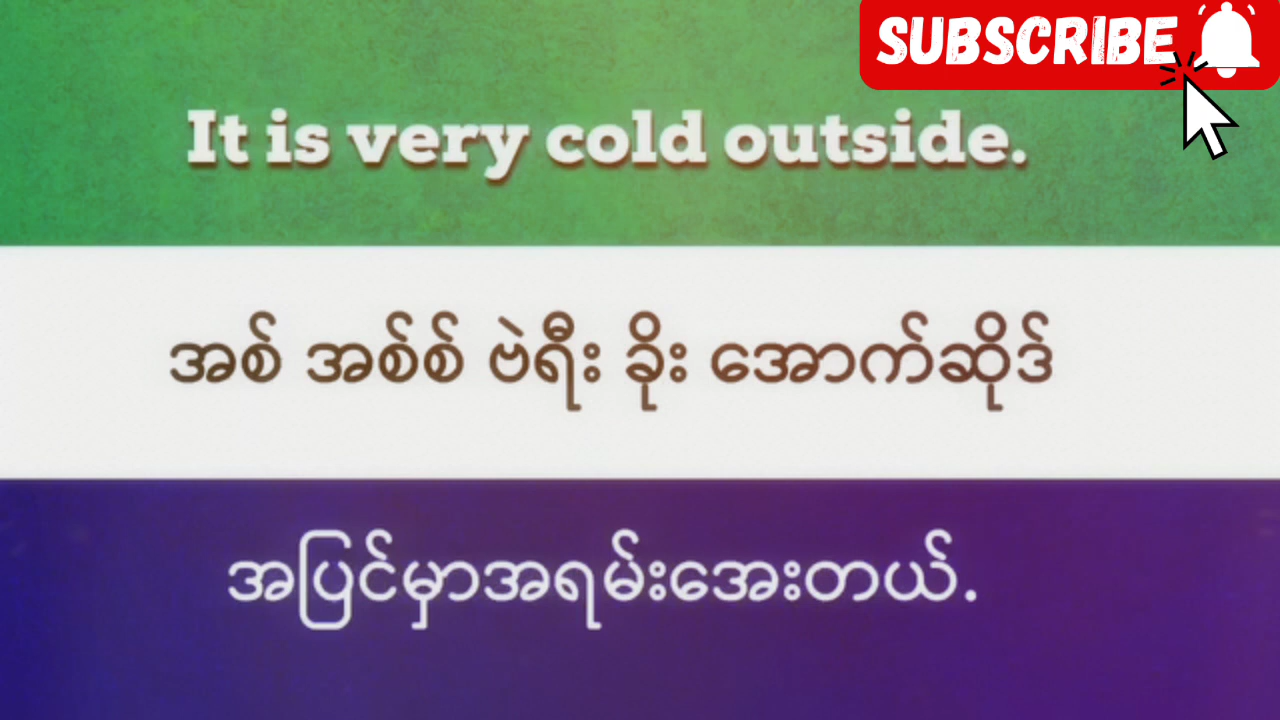 SUBSCRIBE
It is very cold outside.
အစ် အစ်စ် ဗဲရီး ခိုး အောက်ဆိုဒ်
အပြင်မှာအရမ်းအေးတယ်.